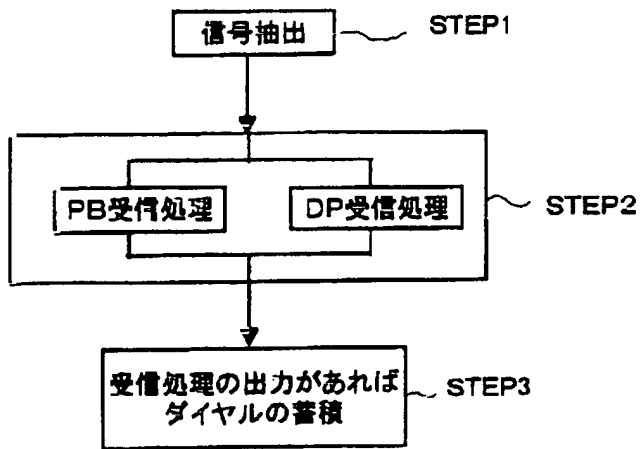 信号抽出
STEP1
PB受信処理
DP受信処理
STEP2
受信処理の出力があれば
ダイヤルの蓄積
STEP3